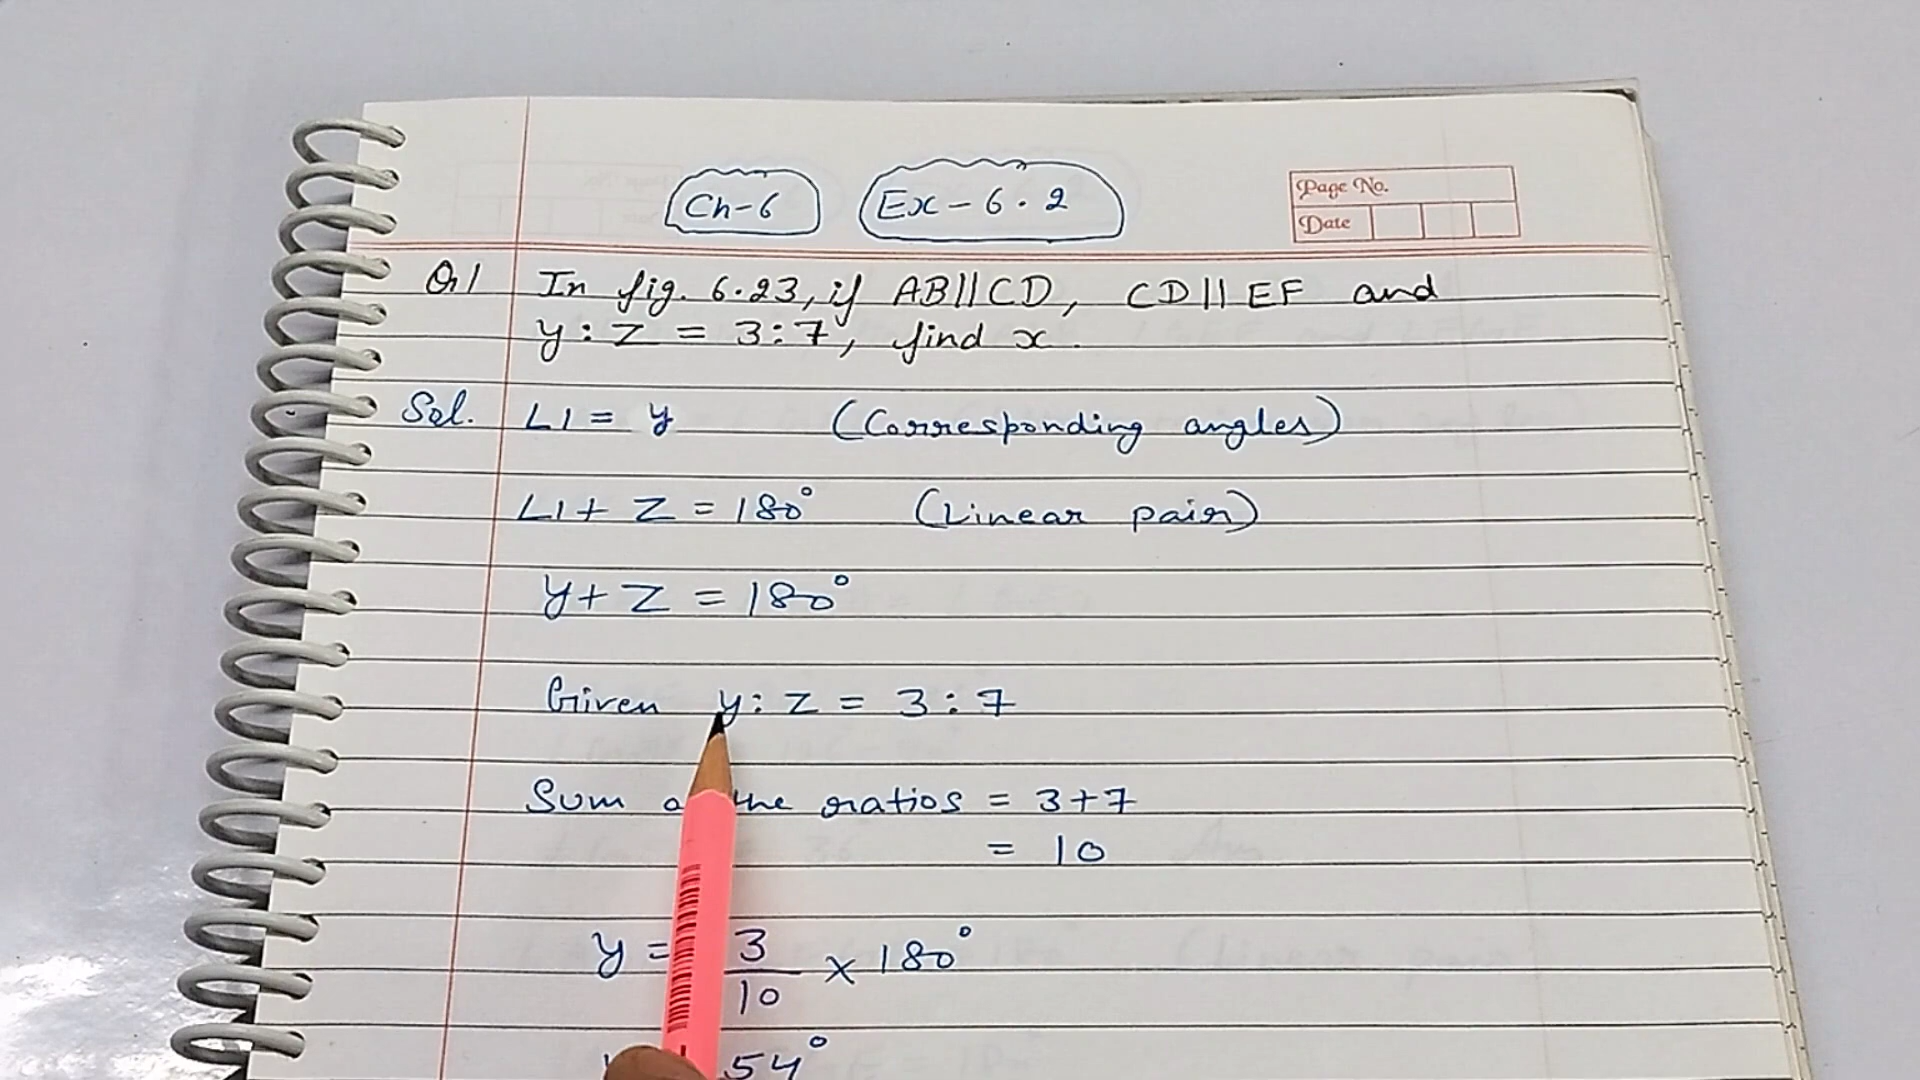 Ch-6 Ex-6.2
Page No.
Date
Q.1 In fig. 6.23, if AB||CD, CD||EF and
y:z = 3:7, find x.
Sol. ∠1 = y (Corresponding angles)
∠1 + z = 180° (Linear pair)
y + z = 180°
Given y:z = 3:7
Sum the ratios = 3+7
= 10
y = 3/10 × 180°
54°